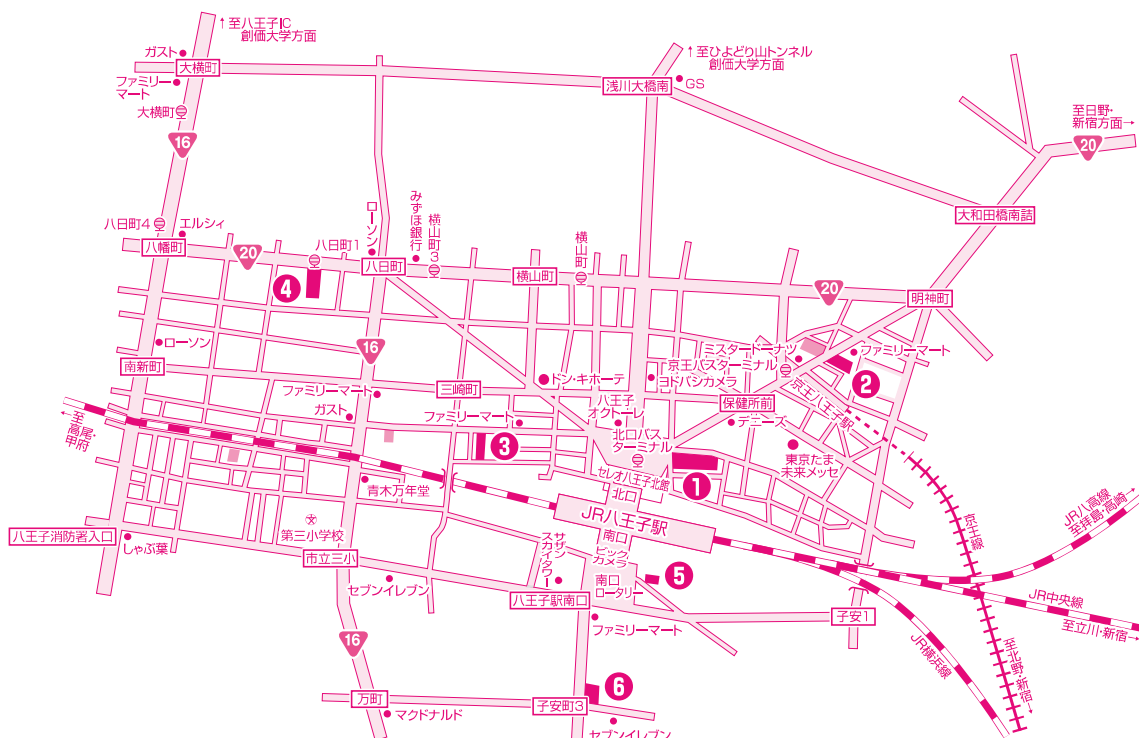 ↑至八王子IC
創価大学方面
ガスト
大横町
ファミリー
マート
大横町
16
↑至ひよどり山トンネル
創価大学方面
浅川大橋南
GS
至日野・
新宿方面→
20
大和田橋南詰
八日町4
エルシィ
八幡町
20
八日町1
ローソン
八日町
みずほ銀行
横山町3
横山町
横山町
20
明神町
4
ローソン
南新町
16
三崎町
ファミリーマート
ガスト
ファミリーマート
ドン・キホーテ
ヨドバシカメラ
ミスタードーナツ
京王バスターミナル
ファミリーマート
2
京王八王子駅
保健所前
デニーズ
八王子
オクトーレ
北口バス
ターミナル
東京たま
未来メッセ
←至
高尾・
甲府
3
1
セレオ八王子北館
北口
JR八王子駅
南口
ビック
カメラ
青木万年堂
第三小学校
八王子消防署入口
しゃぶ葉
市立三小
セブンイレブン
サザン
スカイタワー
南口
ロータリー
5
八王子駅南口
ファミリーマート
子安1
京王線
JR八高線
至拝島・高崎→
JR中央線
至立川・新宿→
JR横浜線
至北野・新宿→
16
万町
マクドナルド
子安町3
6
セブンイレブン